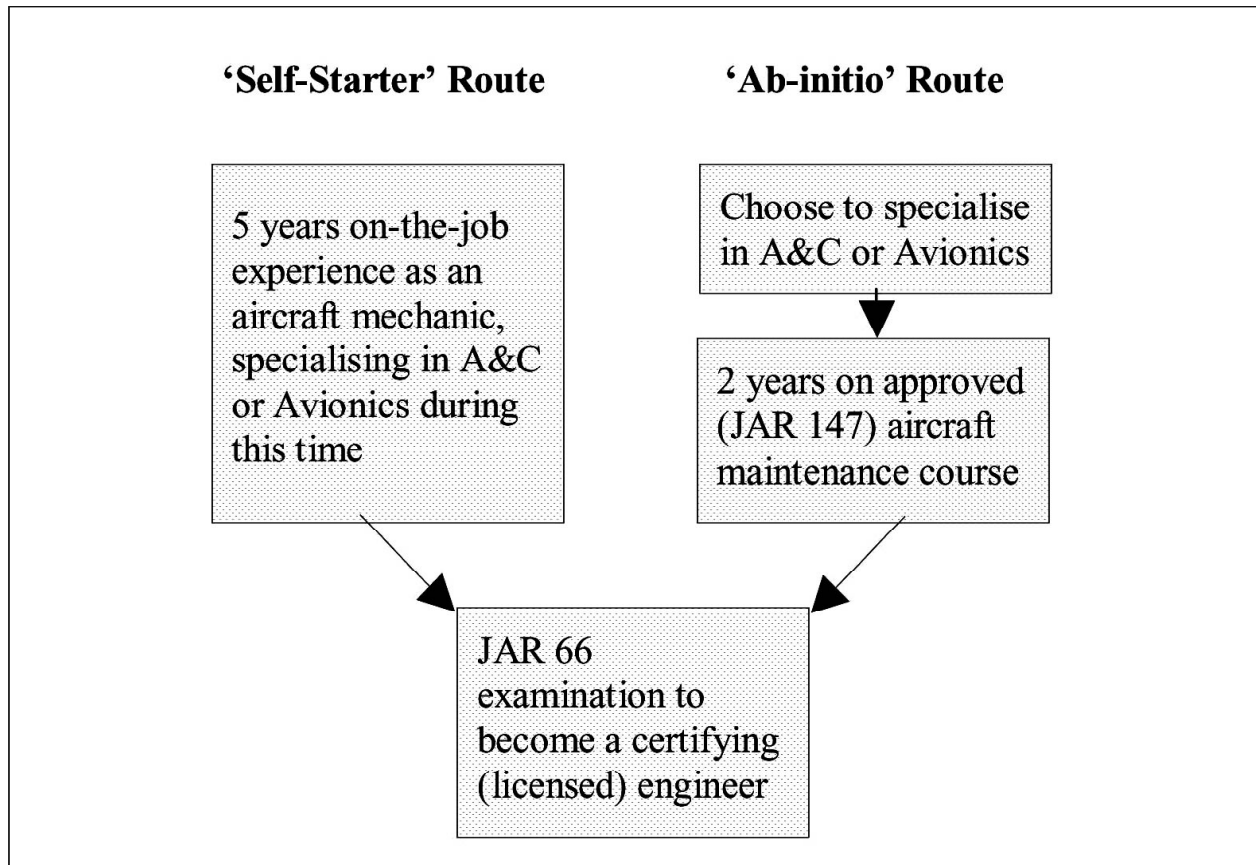 ‘Self-Starter’ Route
‘Ab-initio’ Route
5 years on-the-job
experience as an
aircraft mechanic,
specialising in A&C
or Avionics during
this time
Choose to specialise
in A&C or Avionics
2 years on approved
(JAR 147) aircraft
maintenance course
JAR 66
examination to
become a certifying
(licensed) engineer